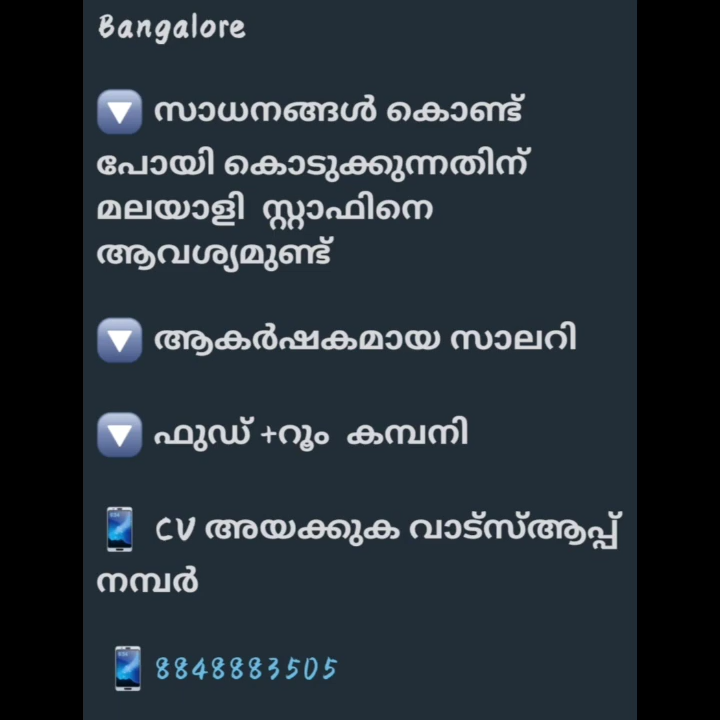 Bangalore
🔽 സാധനങ്ങൾ കൊണ്ട്
പോയി കൊടുക്കുന്നതിന്
മലയാളി സ്റ്റാഫിനെ
ആവശ്യമുണ്ട്
🔽 ആകർഷകമായ സാലറി
🔽 ഫുഡ് +റൂം കമ്പനി
📱 CV അയക്കുക വാട്സ്ആപ്പ്
നമ്പർ
📱 8848883505